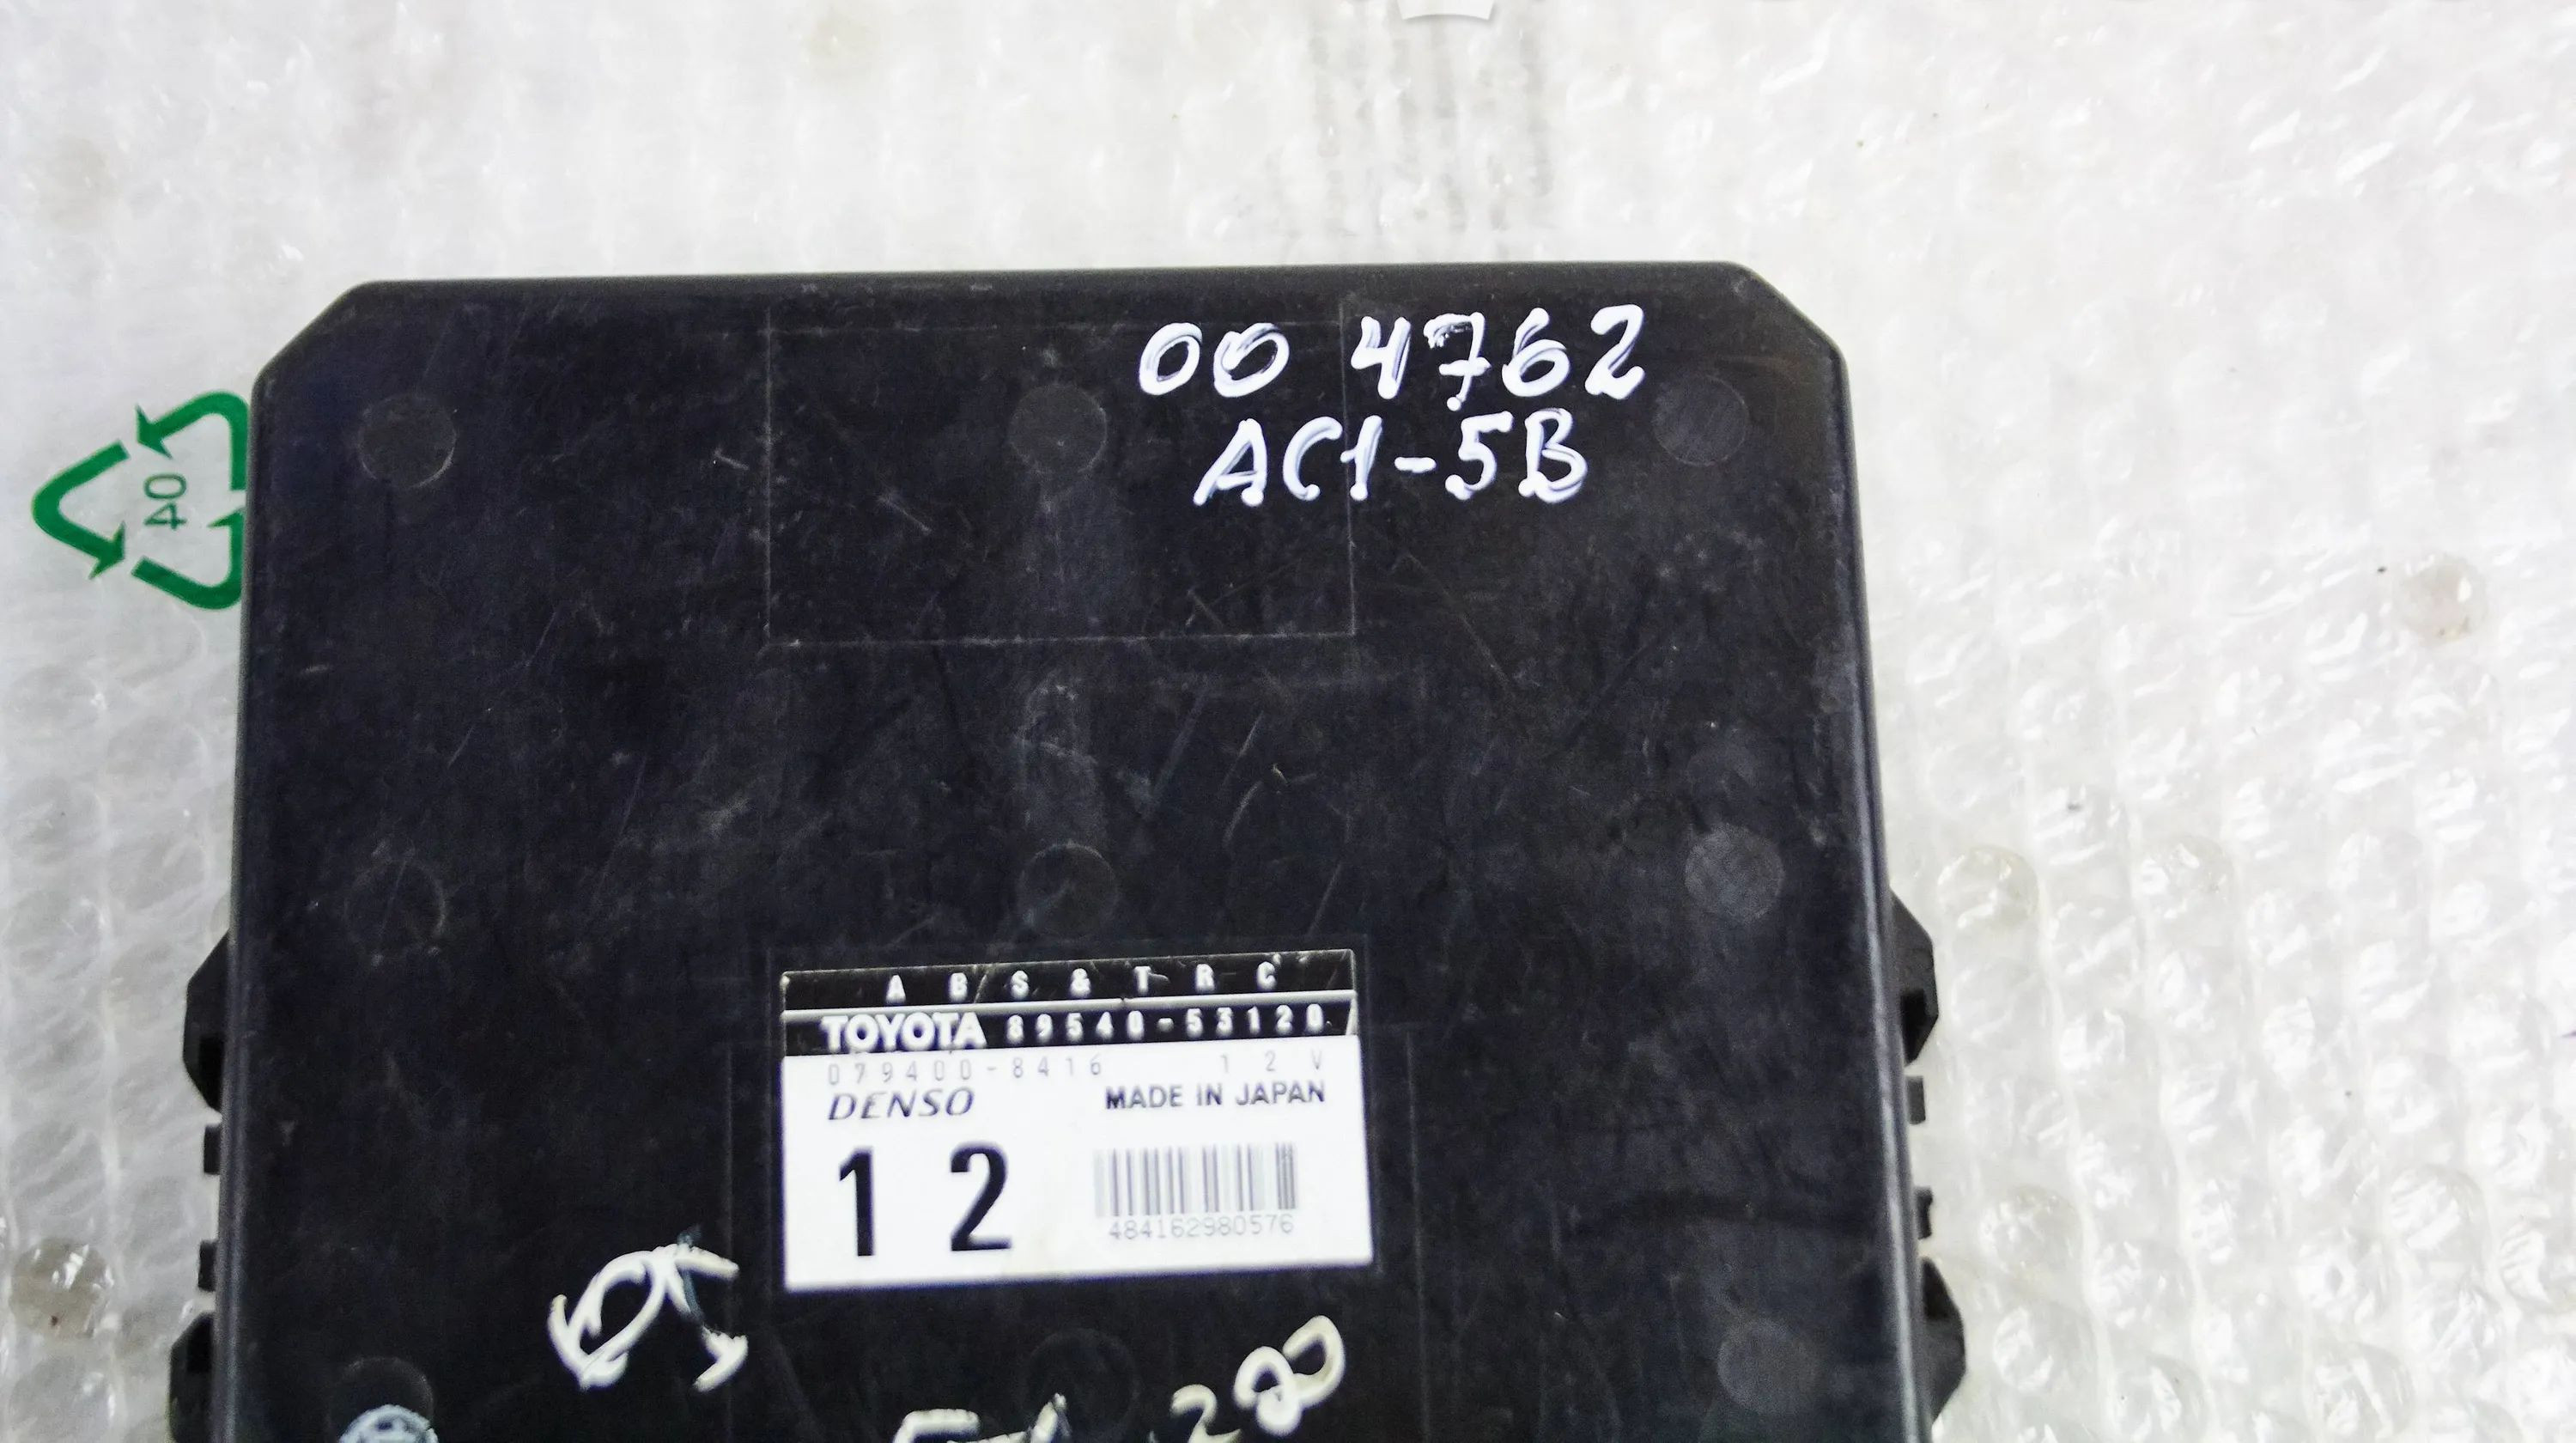 00 4762
AC1-5B
40
ABS&TRC
TOYOTA 89540-53120
079400-8416 12V
DENSO MADE IN JAPAN
12
484162980576